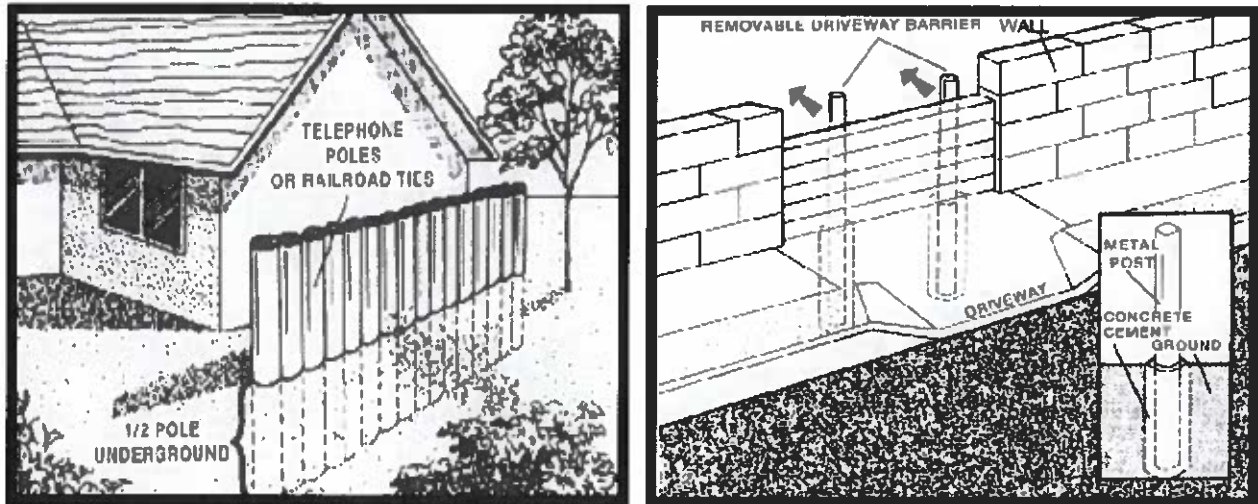 TELEPHONE
POLES
OR RAILROAD TIES
1/2 POLE
UNDERGROUND
REMOVABLE DRIVEWAY BARRIER
WALL
DRIVEWAY
METAL
POST
CONCRETE
CEMENT
GROUND